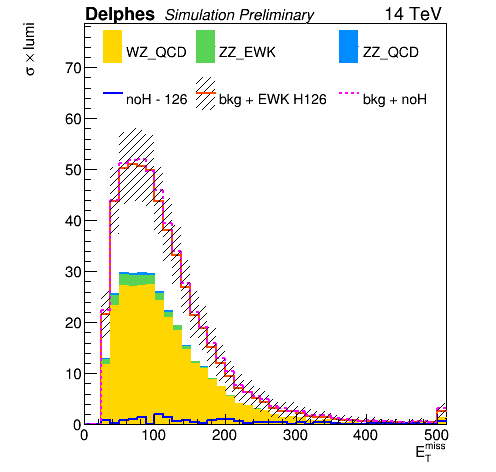 Delphes Simulation Preliminary 14 TeV
σ × lumi
WZ_QCD ZZ_EWK ZZ_QCD
noH - 126 bkg + EWK H126 bkg + noH
70
60
50
40
30
20
10
0
0 100 200 300 400 500
E_T^miss